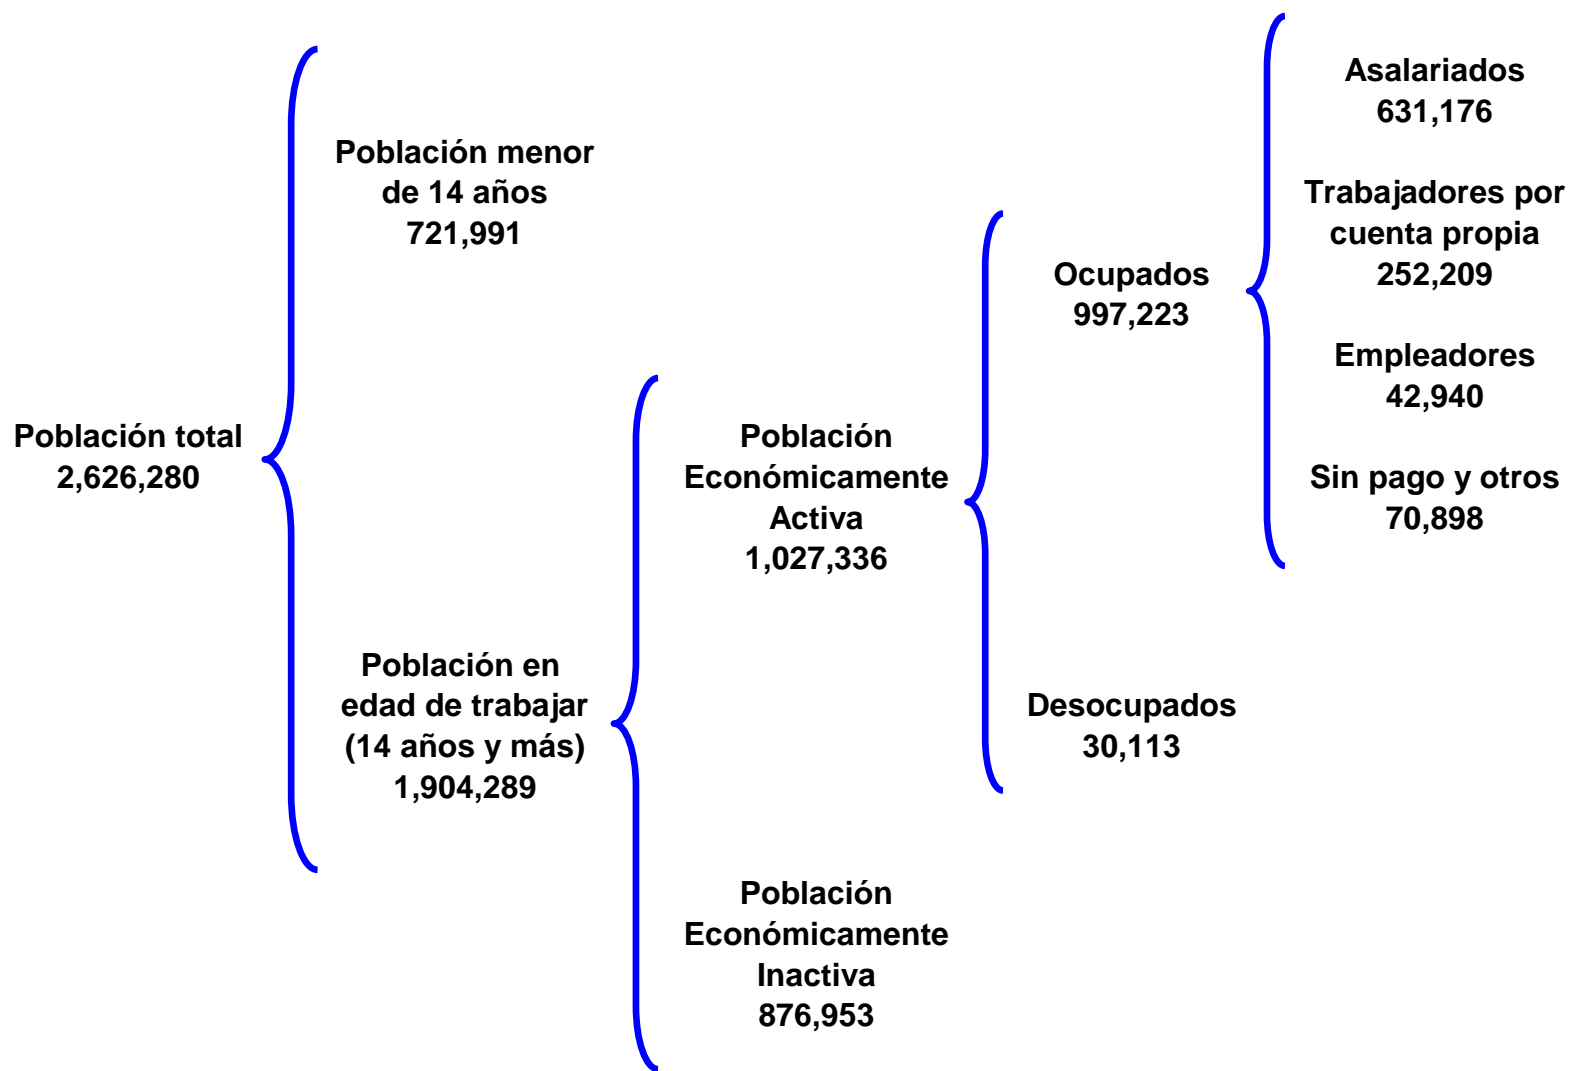 Población total
2,626,280
Población menor
de 14 años
721,991
Población en
edad de trabajar
(14 años y más)
1,904,289
Población
Económicamente
Activa
1,027,336
Población
Económicamente
Inactiva
876,953
Ocupados
997,223
Desocupados
30,113
Asalariados
631,176
Trabajadores por
cuenta propia
252,209
Empleadores
42,940
Sin pago y otros
70,898